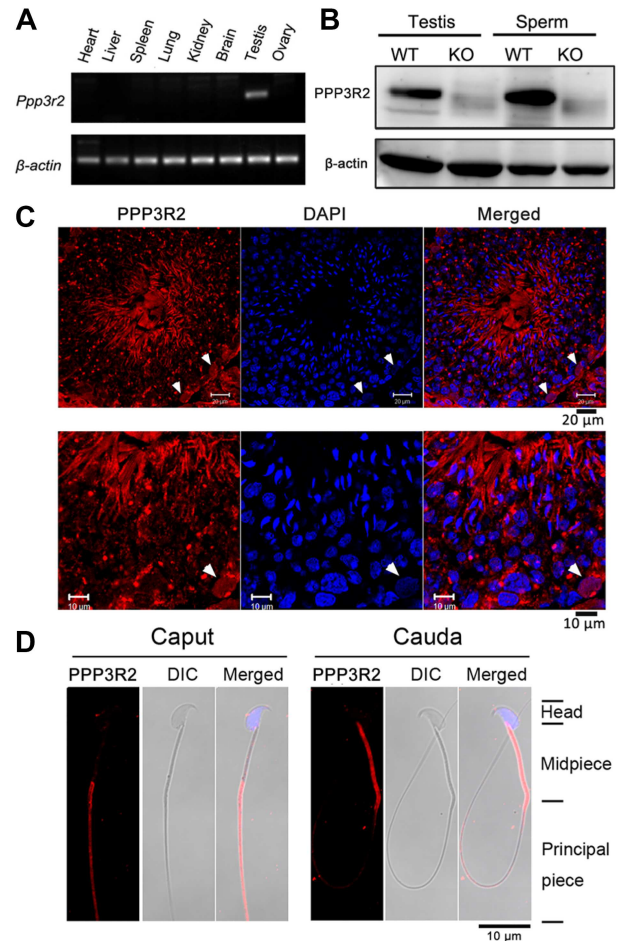 A
Heart
Liver
Spleen
Lung
Kidney
Brain
Testis
Ovary
Ppp3r2
β-actin
B
Testis Sperm
WT KO WT KO
PPP3R2
β-actin
C
PPP3R2 DAPI Merged
20 μm 20 μm 20 μm
20 μm
10 μm 10 μm 10 μm
10 μm
D
Caput Cauda
PPP3R2 DIC Merged PPP3R2 DIC Merged
Head
Midpiece
Principal
piece
10 μm